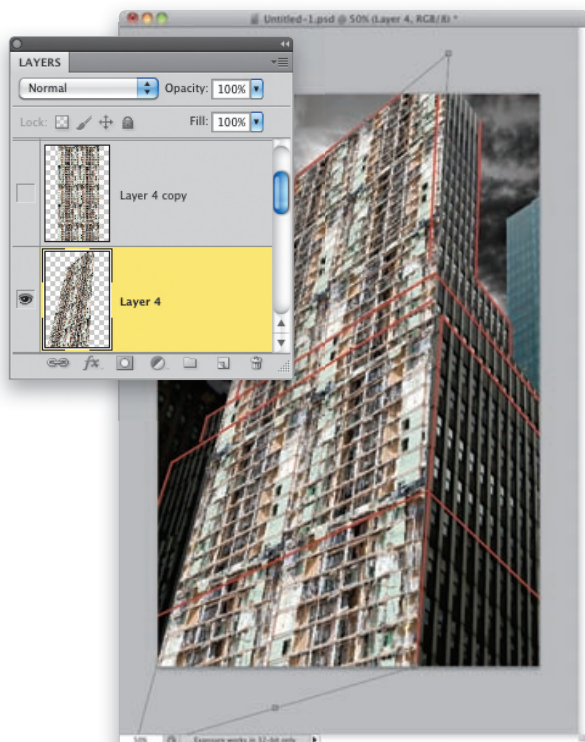 Untitled-1.psd @ 50% (Layer 4, RGB/8) *
LAYERS
Normal
Opacity: 100%
Lock:
Fill: 100%
Layer 4 copy
Layer 4
fx
50%
Exposure works in 32-bit only